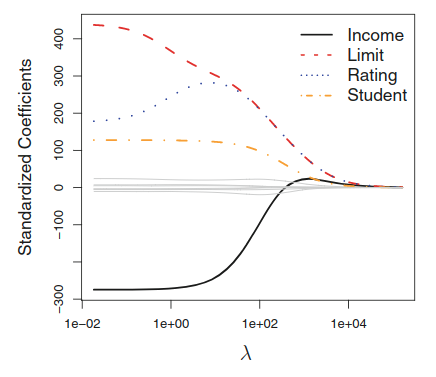 Income
Limit
Rating
Student
Standardized Coefficients
400
300
200
100
0
−100
−300
1e−02
1e+00
1e+02
1e+04
λ